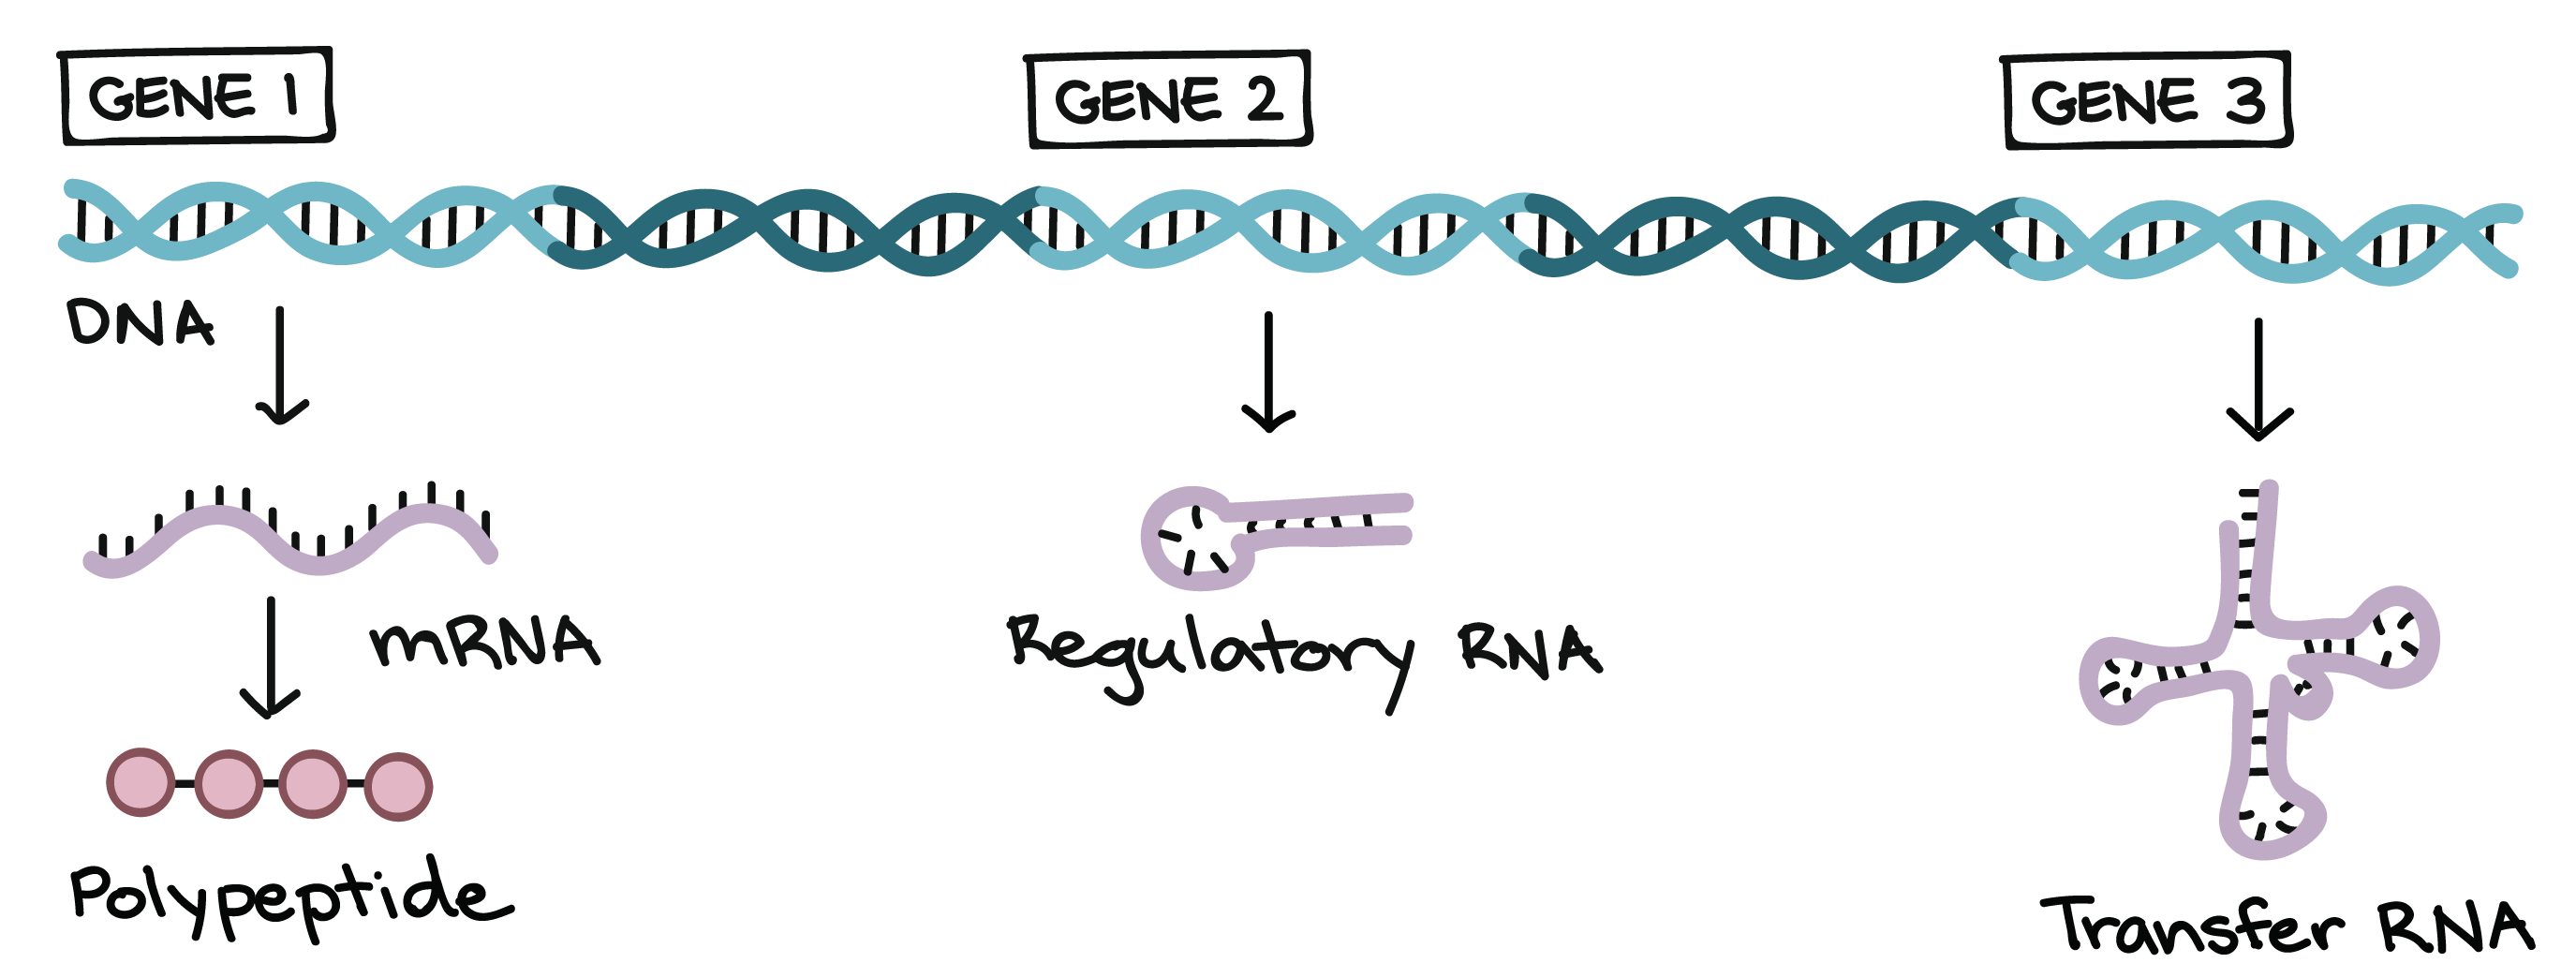 GENE 1
GENE 2
GENE 3
DNA
mRNA
Polypeptide
Regulatory RNA
Transfer RNA